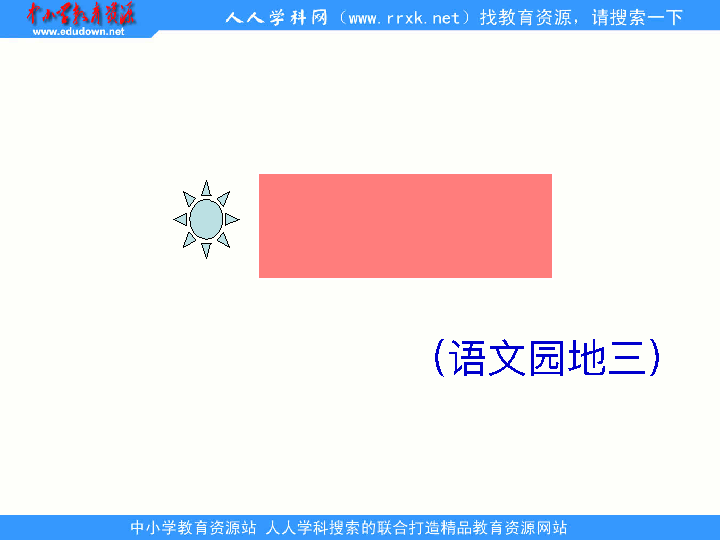 中小学教育资源
www.edudown.net
人人学科网（www.rrxk.net）找教育资源，请搜索一下
（语文园地三）
中小学教育资源站 人人学科搜索的联合打造精品教育资源网站